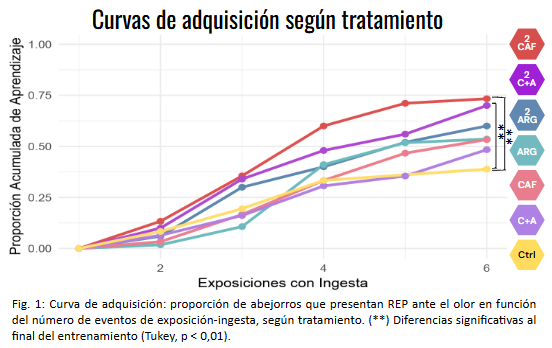 Curvas de adquisición según tratamiento
Proporción Acumulada de Aprendizaje
1.00
0.75
0.50
0.25
0.00
2
4
6
Exposiciones con Ingesta
**
**
2
CAF
2
C+A
2
ARG
ARG
CAF
C+A
Ctrl
Fig. 1: Curva de adquisición: proporción de abejorros que presentan REP ante el olor en función
del número de eventos de exposición-ingesta, según tratamiento. (**) Diferencias significativas al
final del entrenamiento (Tukey, p < 0,01).